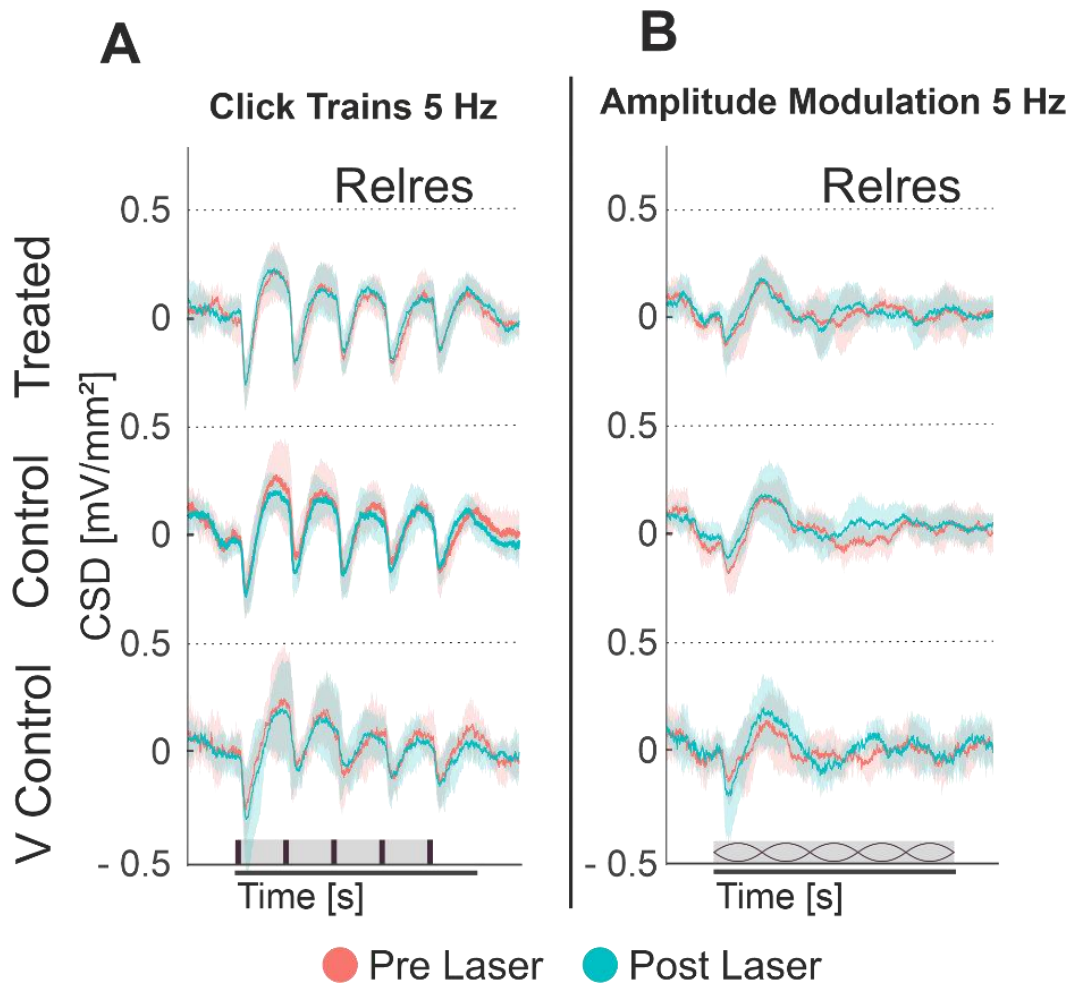 A
B
Click Trains 5 Hz
Amplitude Modulation 5 Hz
Relres
Relres
0.5
0.5
Treated
0
0
CSD [mV/mm²]
0.5
0.5
Control
0
0
0.5
0.5
V Control
0
0
- 0.5
- 0.5
Time [s]
Time [s]
Pre Laser
Post Laser